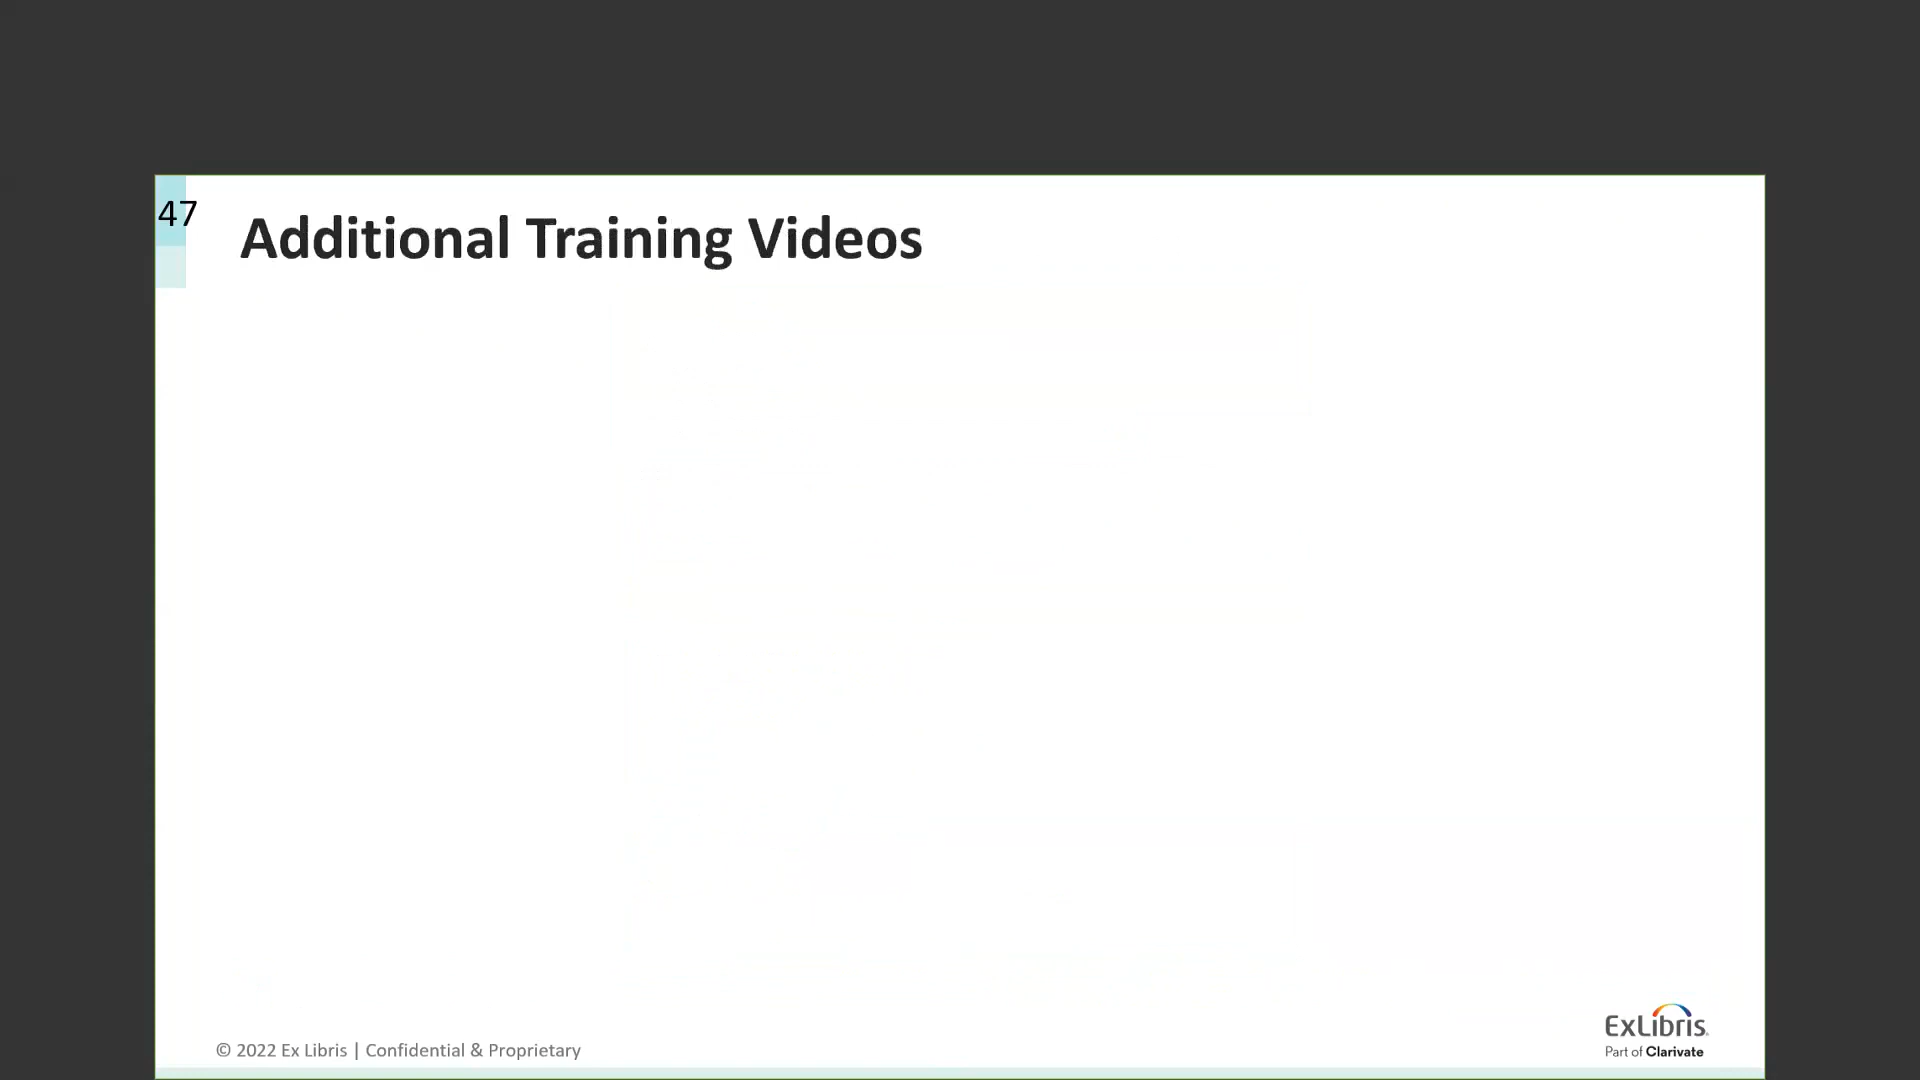 47
Additional Training Videos
© 2022 Ex Libris | Confidential & Proprietary
ExLibris
Part of Clarivate